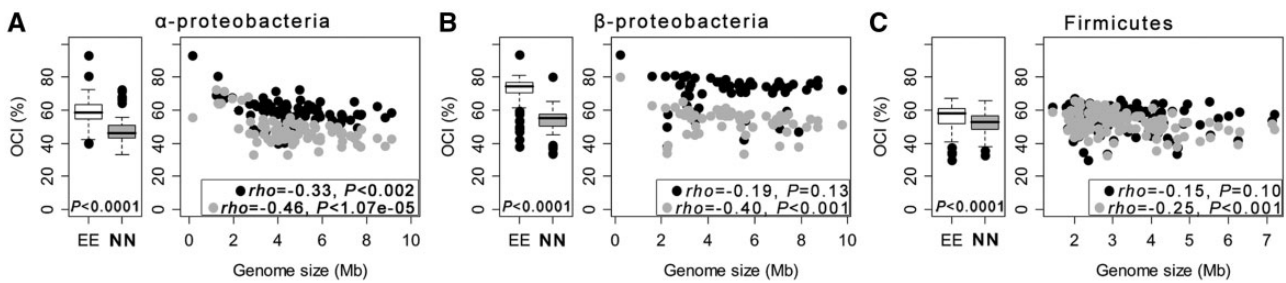 A
α-proteobacteria
OCI (%)
0 20 40 60 80
P<0.0001
EE NN
rho=-0.33, P<0.002
rho=-0.46, P<1.07e-05
0 2 4 6 8 10
Genome size (Mb)
B
β-proteobacteria
OCI (%)
0 20 40 60 80
P<0.0001
EE NN
rho=-0.19, P=0.13
rho=-0.40, P<0.001
0 2 4 6 8 10
Genome size (Mb)
C
Firmicutes
OCI (%)
0 20 40 60 80
P<0.0001
EE NN
rho=-0.15, P=0.10
rho=-0.25, P<0.001
2 3 4 5 6 7
Genome size (Mb)